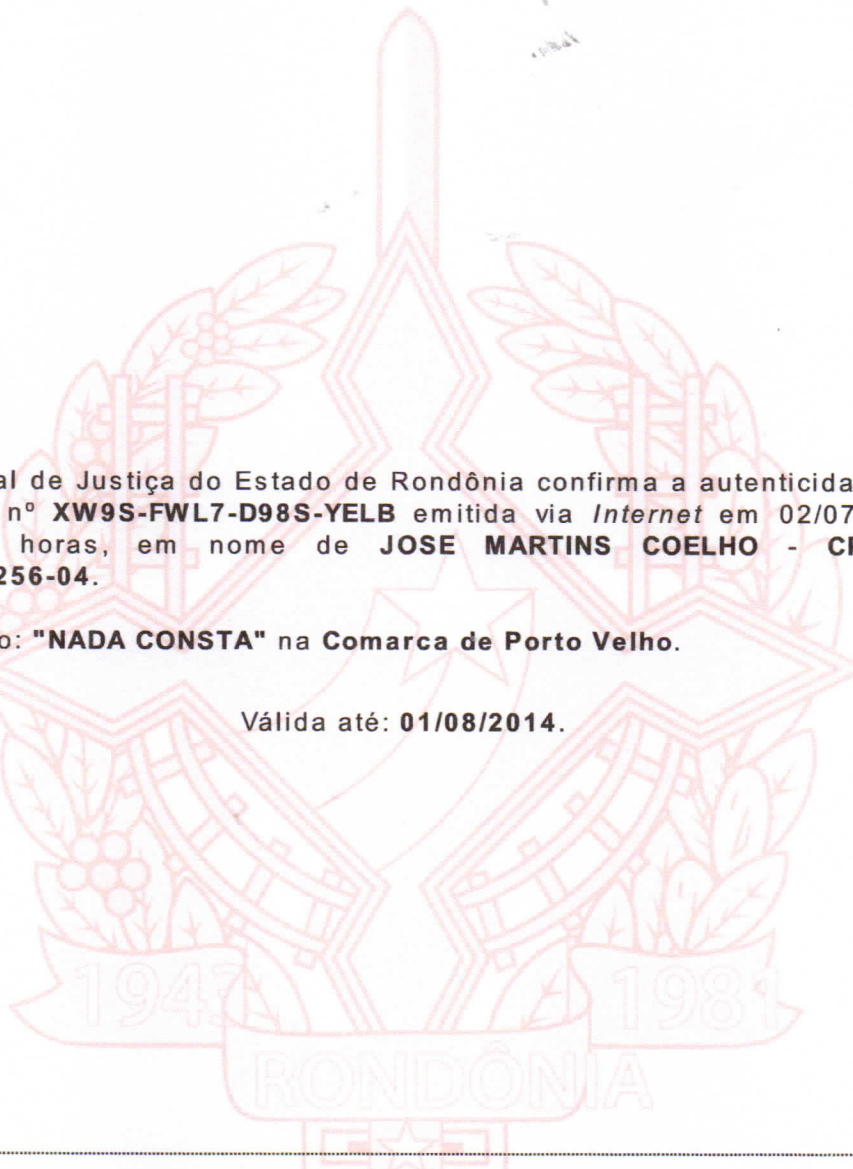 al de Justiça do Estado de Rondônia confirma a autenticida
nº XW9S-FWL7-D98S-YELB emitida via Internet em 02/07
horas, em nome de JOSE MARTINS COELHO -
256-04.
o: "NADA CONSTA" na Comarca de Porto Velho.
Válida até: 01/08/2014.
1943 1981
RONDÔNIA